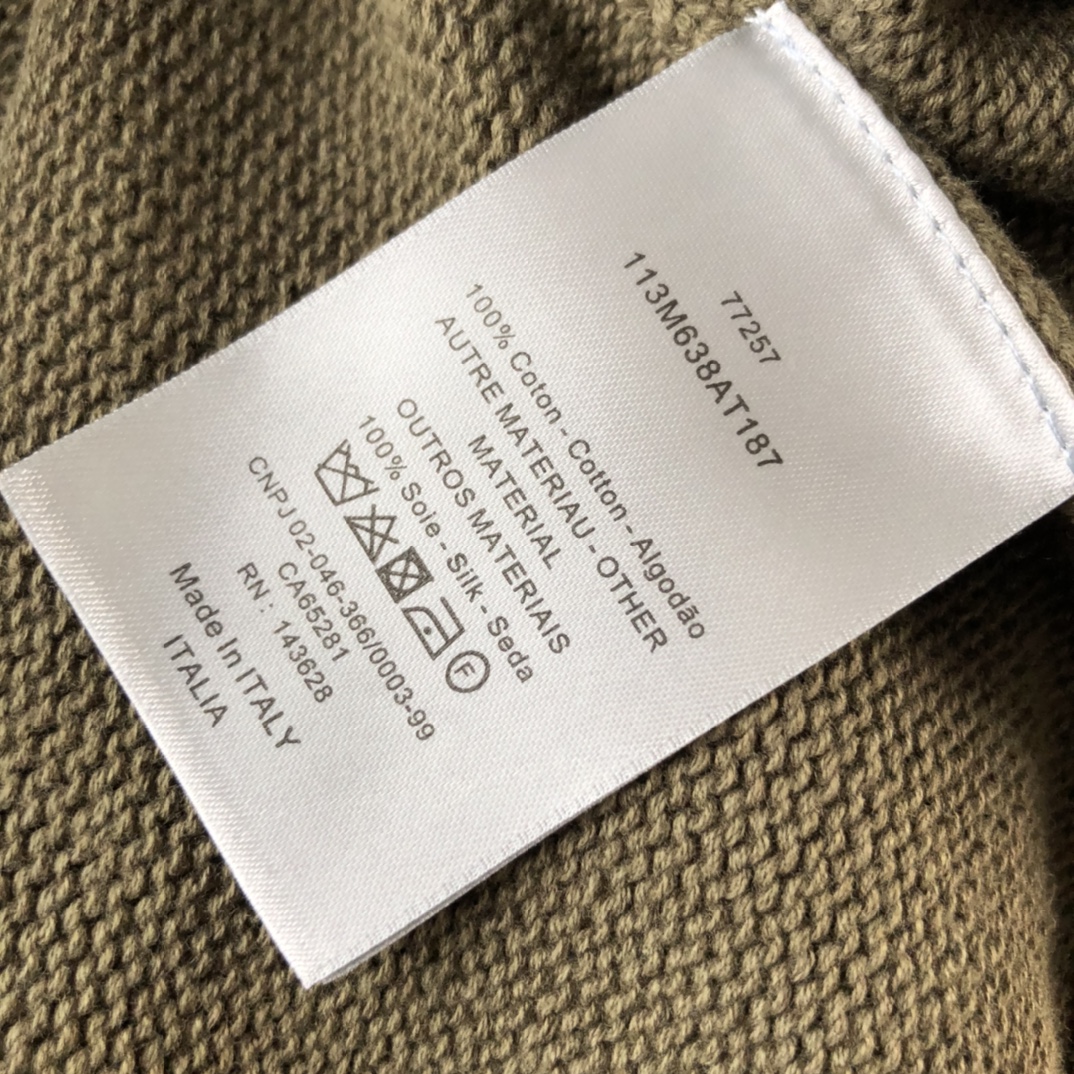 77257
113M638AT187
100% Coton - Cotton - Algodão
AUTRE MATERIAU - OTHER
MATERIAL
OUTROS MATERIAIS
100% Soie - Silk - Seda
F
CNPJ 02-046-366/0003-99
CA65281
RN : 143628
Made In ITALY
ITALIA